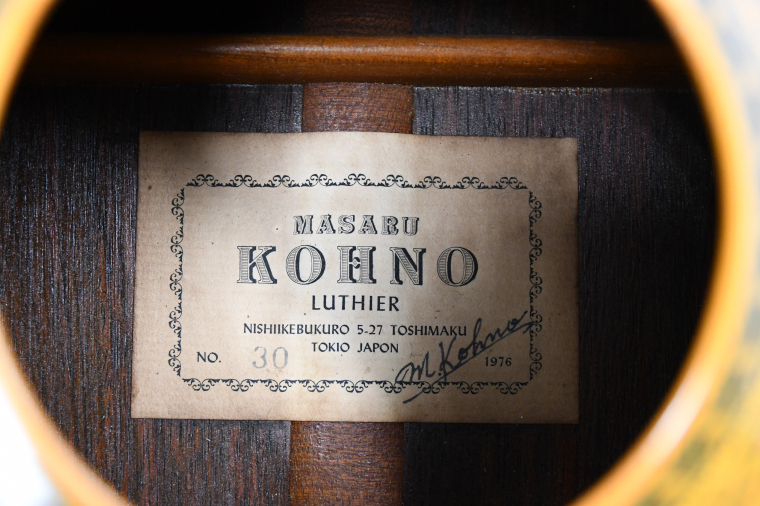 MASARU
KOHNO
LUTHIER
NISHIIKEBUKURO 5-27 TOSHIMAKU
TOKIO JAPON
NO. 30 M. Kohno 1976